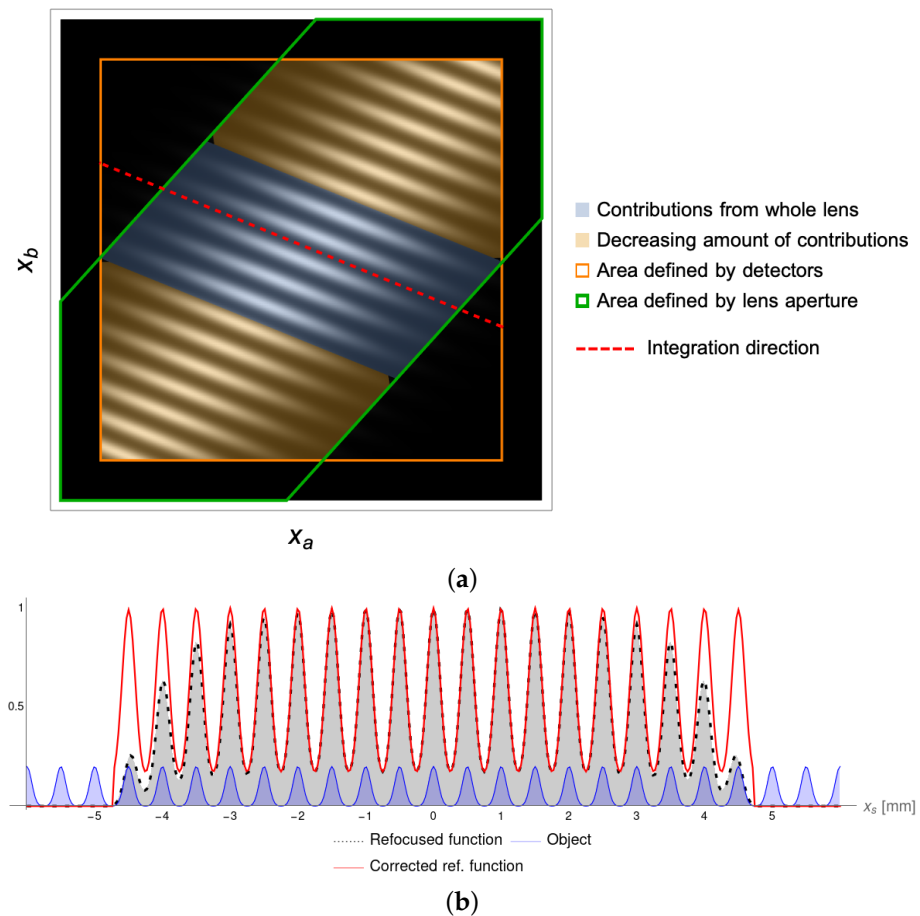 x_b
Contributions from whole lens
Decreasing amount of contributions
Area defined by detectors
Area defined by lens aperture
Integration direction
x_a
(a)
1
0.5
-5 -4 -3 -2 -1 0 1 2 3 4 5 x_s [mm]
Refocused function Object
Corrected ref. function
(b)